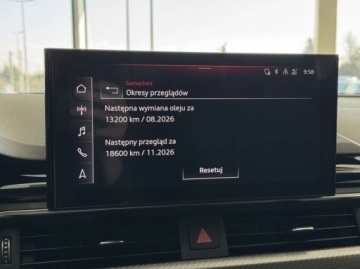 9:58
Samochód
Okresy przeglądów
Następna wymiana oleju za
13200 km / 08.2026
Następny przegląd za
18600 km / 11.2026
Resetuj